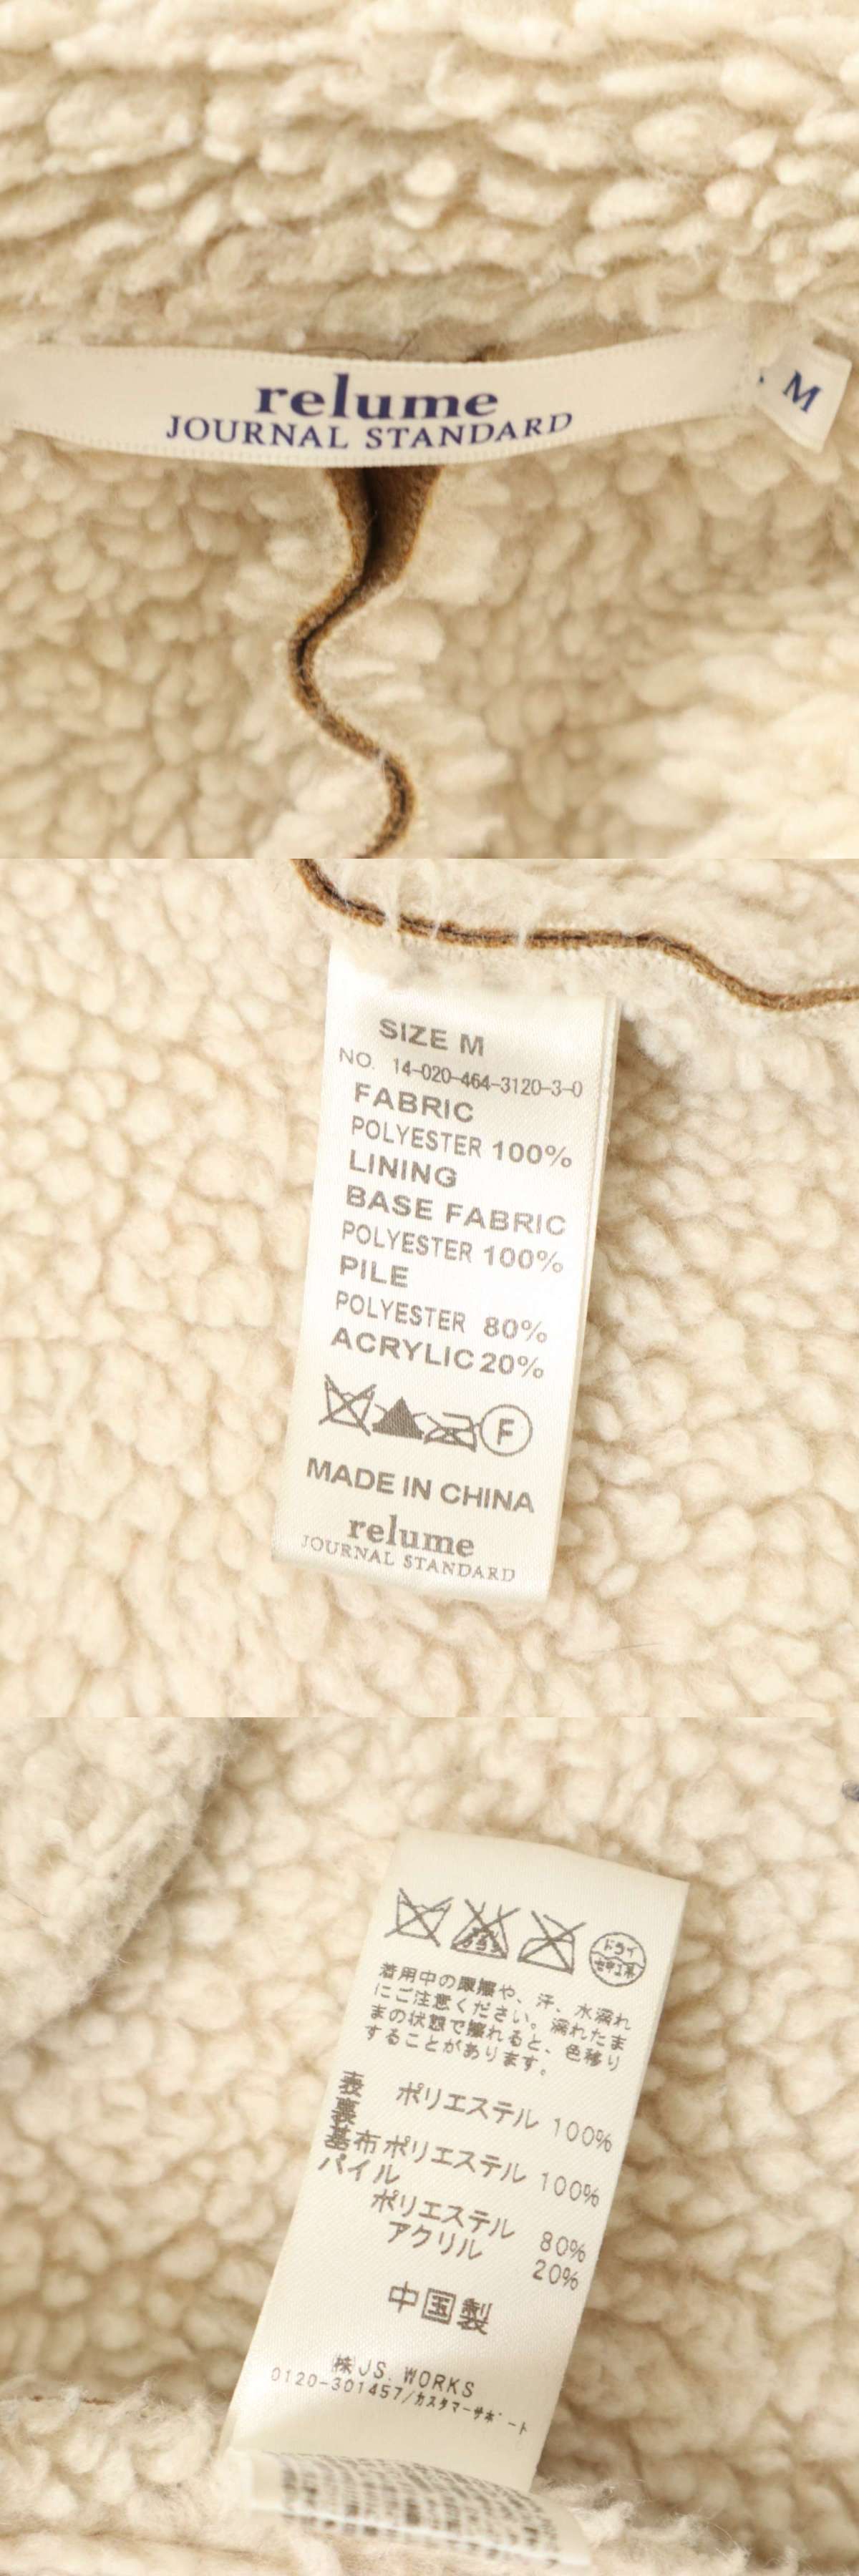 relume
JOURNAL STANDARD
M
SIZE M
NO. 14-020-464-3120-3-0
FABRIC
POLYESTER 100%
LINING
BASE FABRIC
POLYESTER 100%
PILE
POLYESTER 80%
ACRYLIC 20%
F
MADE IN CHINA
relume
JOURNAL STANDARD
ドライ
セキユ系
着用中の摩擦や、汗、水濡れ
にご注意ください。濡れたま
まの状態で擦れると、色移り
することがあります。
表 ポリエステル 100%
裏
基布 ポリエステル 100%
パイル
ポリエステル 80%
アクリル 20%
中国製
㈱JS. WORKS
0120-301457/カスタマーサポート